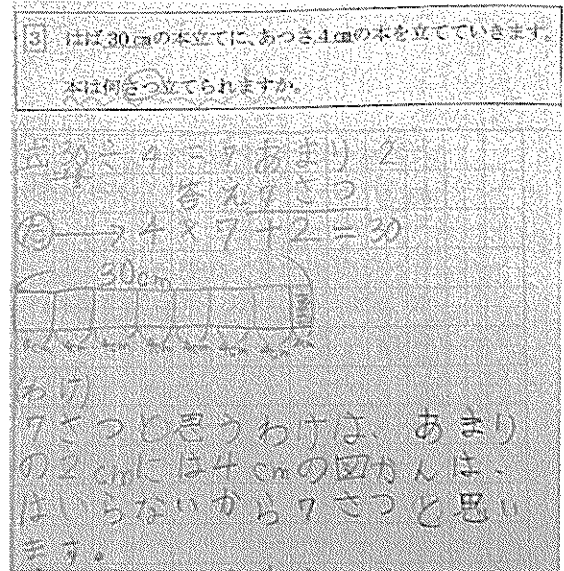 3 はば30cmの本立てに、あつさ4cmの本を立てていきます。
本は何さつ立てられますか。
30÷4=7あまり2
答え7さつ
4×7+2=30
30cm
わけ
7さつと思うわけは、あまり
の2cmには4cmの図かんは、
はいらないから7さつと思い
ます。